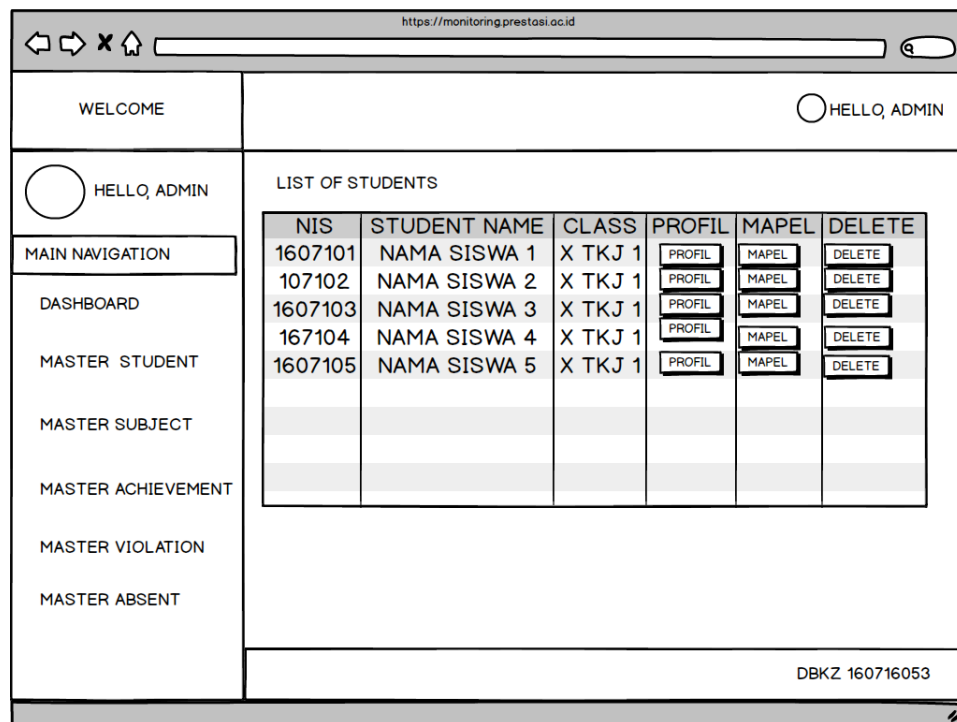 https://monitoring.prestasi.ac.id
WELCOME
HELLO, ADMIN
HELLO, ADMIN
MAIN NAVIGATION
DASHBOARD
MASTER STUDENT
MASTER SUBJECT
MASTER ACHIEVEMENT
MASTER VIOLATION
MASTER ABSENT
LIST OF STUDENTS
NIS STUDENT NAME CLASS PROFIL MAPEL DELETE
1607101 NAMA SISWA 1 X TKJ 1 PROFIL MAPEL DELETE
107102 NAMA SISWA 2 X TKJ 1 PROFIL MAPEL DELETE
1607103 NAMA SISWA 3 X TKJ 1 PROFIL MAPEL DELETE
167104 NAMA SISWA 4 X TKJ 1 PROFIL MAPEL DELETE
1607105 NAMA SISWA 5 X TKJ 1 PROFIL MAPEL DELETE
DBKZ 160716053